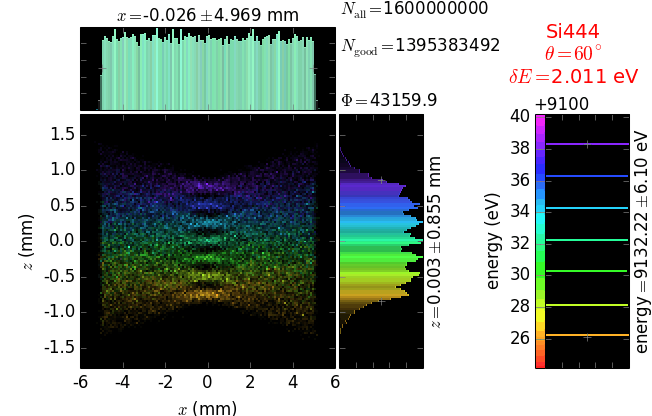 x=-0.026 ±4.969 mm
N_all=1600000000
N_good=1395383492
Φ=43159.9
Si444
θ=60°
δE=2.011 eV
+9100
1.5
1.0
0.5
0.0
-0.5
-1.0
-1.5
z (mm)
-6
-4
-2
0
2
4
6
x (mm)
z=0.003±0.855 mm
40
38
36
34
32
30
28
26
energy (eV)
energy=9132.22±6.10 eV